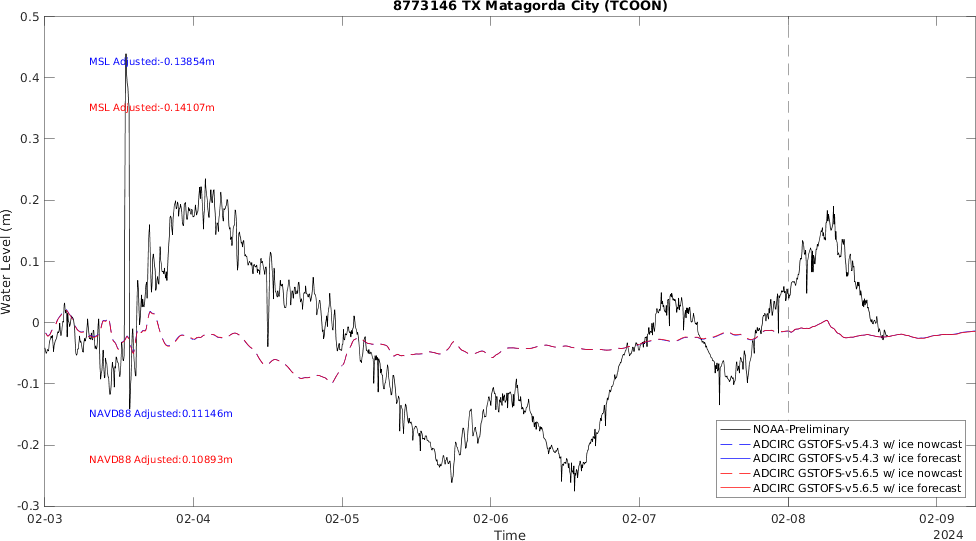 8773146 TX Matagorda City (TCOON)
0.5
0.4
0.3
0.2
0.1
0
-0.1
-0.2
-0.3
Water Level (m)
MSL Adjusted:-0.13854m
MSL Adjusted:-0.14107m
NAVD88 Adjusted:0.11146m
NAVD88 Adjusted:0.10893m
NOAA-Preliminary
ADCIRC GSTOFS-v5.4.3 w/ ice nowcast
ADCIRC GSTOFS-v5.4.3 w/ ice forecast
ADCIRC GSTOFS-v5.6.5 w/ ice nowcast
ADCIRC GSTOFS-v5.6.5 w/ ice forecast
02-03 02-04 02-05 02-06 02-07 02-08 02-09
Time
2024